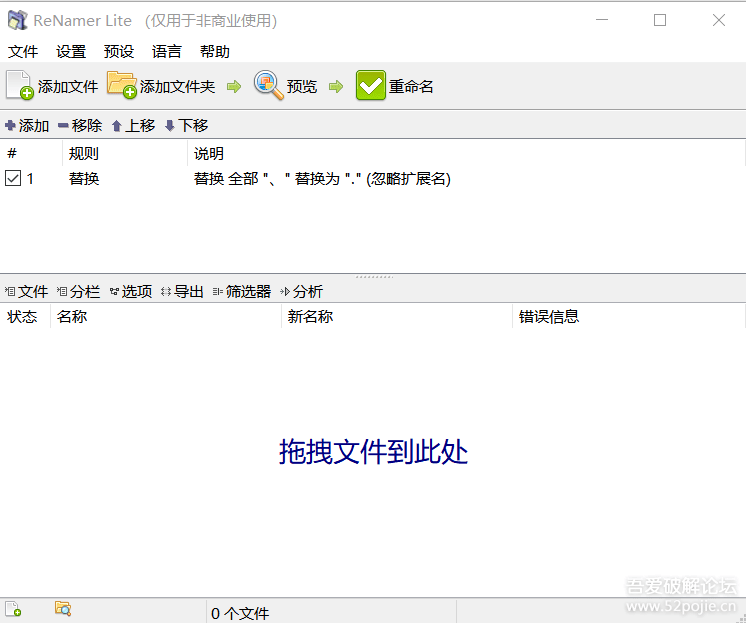 ReNamer Lite （仅用于非商业使用）
文件 设置 预设 语言 帮助
添加文件 添加文件夹 预览 重命名
添加 移除 上移 下移
# 规则 说明
1 替换 替换 全部 "、" 替换为 "." (忽略扩展名)
文件 分栏 选项 导出 筛选器 分析
状态 名称 新名称 错误信息
拖拽文件到此处
0 个文件
吾爱破解论坛
www.52pojie.cn